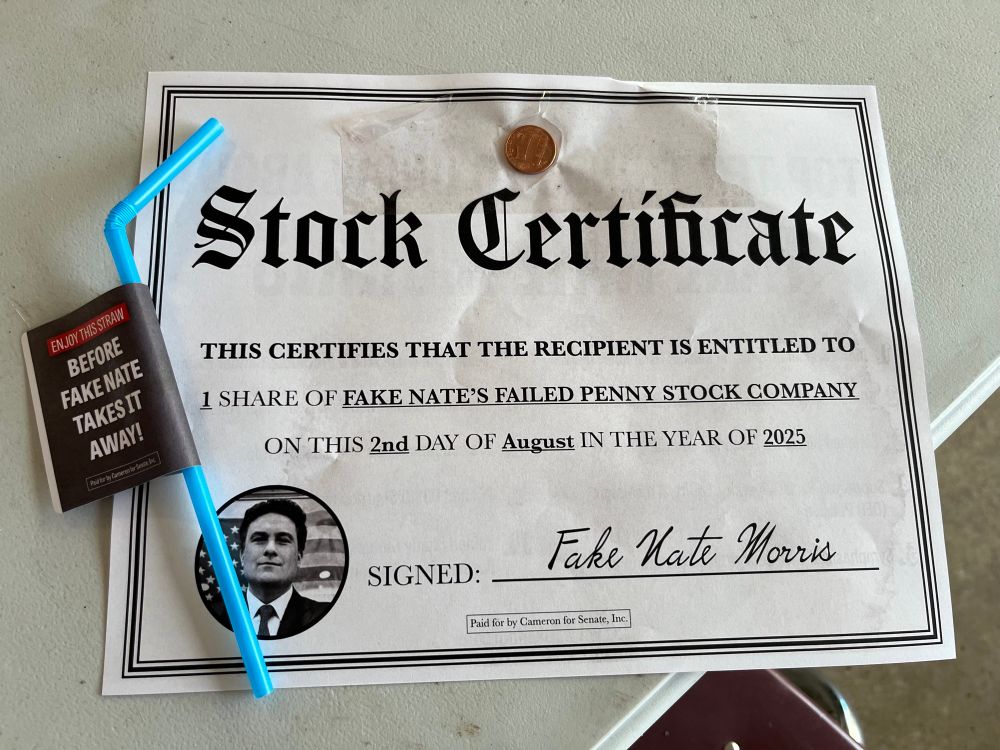 Stock Certificate
THIS CERTIFIES THAT THE RECIPIENT IS ENTITLED TO
1 SHARE OF FAKE NATE'S FAILED PENNY STOCK COMPANY
ON THIS 2nd DAY OF August IN THE YEAR OF 2025
SIGNED: Fake Nate Morris
Paid for by Cameron for Senate, Inc.
ENJOY THIS STRAW
BEFORE
FAKE NATE
TAKES IT
AWAY!
Paid for by Cameron for Senate, Inc.